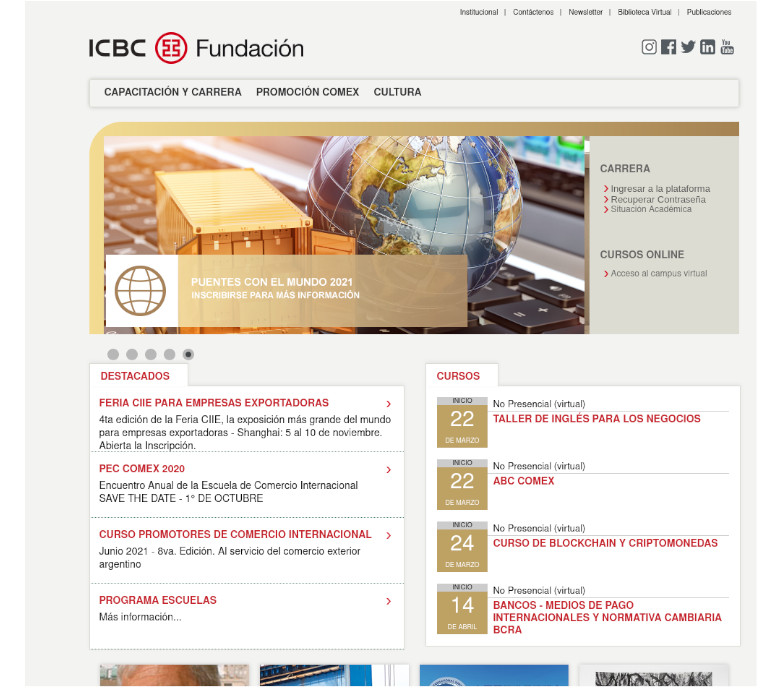 Institucional | Contáctenos | Newsletter | Biblioteca Virtual | Publicaciones
ICBC Fundación
You Tube
CAPACITACIÓN Y CARRERA PROMOCIÓN COMEX CULTURA
CARRERA
Ingresar a la plataforma
Recuperar Contraseña
Situación Académica
CURSOS ONLINE
Acceso al campus virtual
PUENTES CON EL MUNDO 2021
INSCRIBIRSE PARA MÁS INFORMACIÓN
DESTACADOS
FERIA CIIE PARA EMPRESAS EXPORTADORAS
4ta edición de la Feria CIIE, la exposición más grande del mundo
para empresas exportadoras - Shanghai: 5 al 10 de noviembre.
Abierta la Inscripción.
PEC COMEX 2020
Encuentro Anual de la Escuela de Comercio Internacional
SAVE THE DATE - 1° DE OCTUBRE
CURSO PROMOTORES DE COMERCIO INTERNACIONAL
Junio 2021 - 8va. Edición. Al servicio del comercio exterior
argentino
PROGRAMA ESCUELAS
Más información...
CURSOS
INICIO
22
DE MARZO
No Presencial (virtual)
TALLER DE INGLÉS PARA LOS NEGOCIOS
INICIO
22
DE MARZO
No Presencial (virtual)
ABC COMEX
INICIO
24
DE MARZO
No Presencial (virtual)
CURSO DE BLOCKCHAIN Y CRIPTOMONEDAS
INICIO
14
DE ABRIL
No Presencial (virtual)
BANCOS - MEDIOS DE PAGO
INTERNACIONALES Y NORMATIVA CAMBIARIA
BCRA